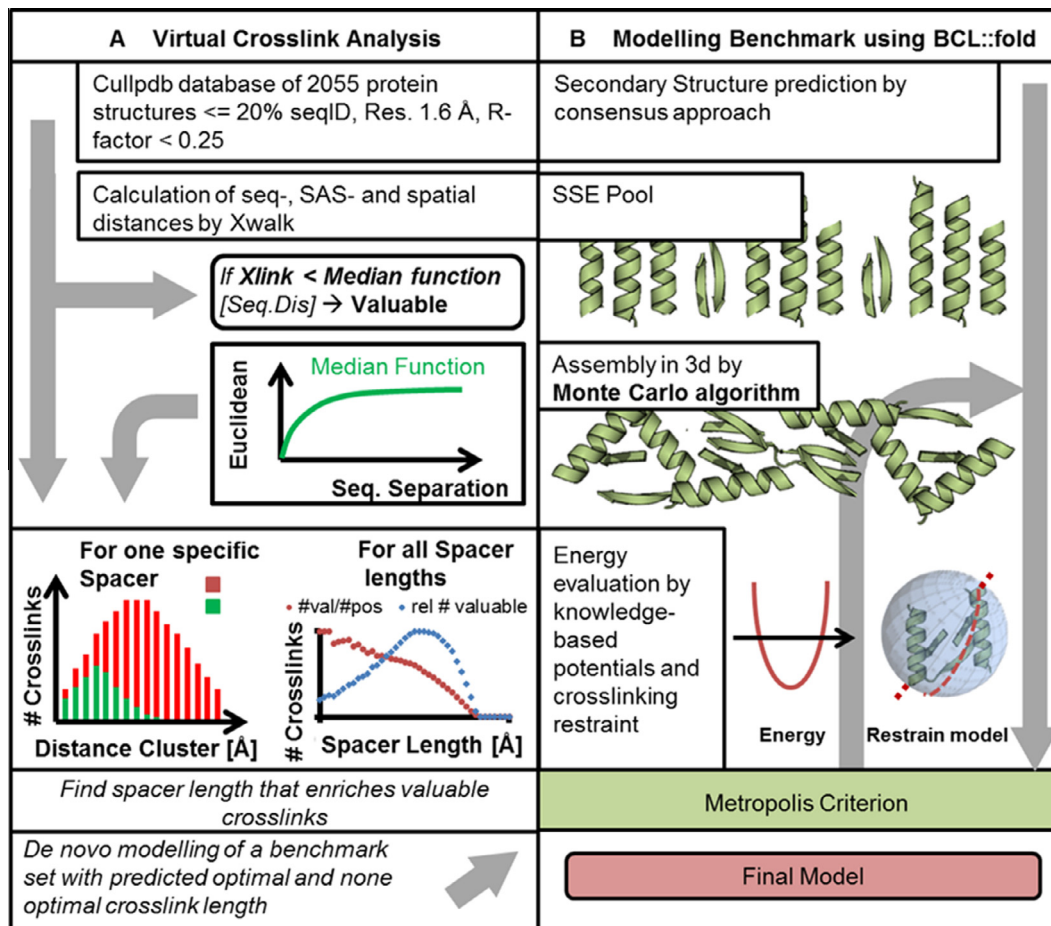 A Virtual Crosslink Analysis
Cullpdb database of 2055 protein
structures <= 20% seqID, Res. 1.6 Å, R-
factor < 0.25
Calculation of seq-, SAS- and spatial
distances by Xwalk
If Xlink < Median function
[Seq.Dis] → Valuable
Median Function
Euclidean
Seq. Separation
For one specific
Spacer
# Crosslinks
Distance Cluster [Å]
For all Spacer
lengths
#val/#pos
rel # valuable
# Crosslinks
Spacer Length [Å]
Find spacer length that enriches valuable
crosslinks
De novo modelling of a benchmark
set with predicted optimal and none
optimal crosslink length
B Modelling Benchmark using BCL::fold
Secondary Structure prediction by
consensus approach
SSE Pool
Assembly in 3d by
Monte Carlo algorithm
Energy
evaluation by
knowledge-
based
potentials and
crosslinking
restraint
Energy
Restrain model
Metropolis Criterion
Final Model